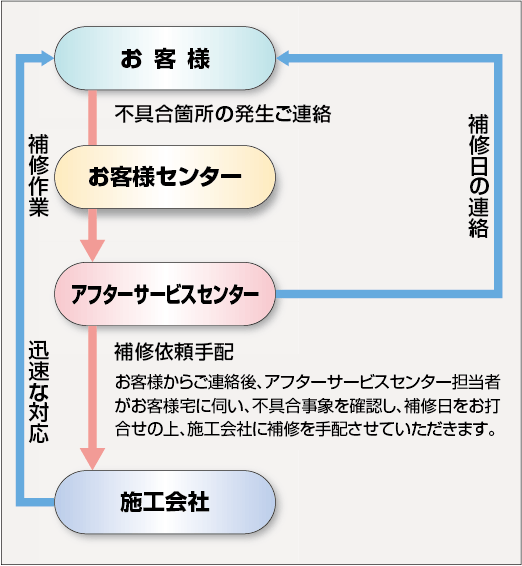 お客様
不具合箇所の発生ご連絡
お客様センター
補修作業
補修日の連絡
アフターサービスセンター
補修依頼手配
お客様からご連絡後、アフターサービスセンター担当者
がお客様宅に伺い、不具合事象を確認し、補修日をお打
合せの上、施工会社に補修を手配させていただきます。
迅速な対応
施工会社